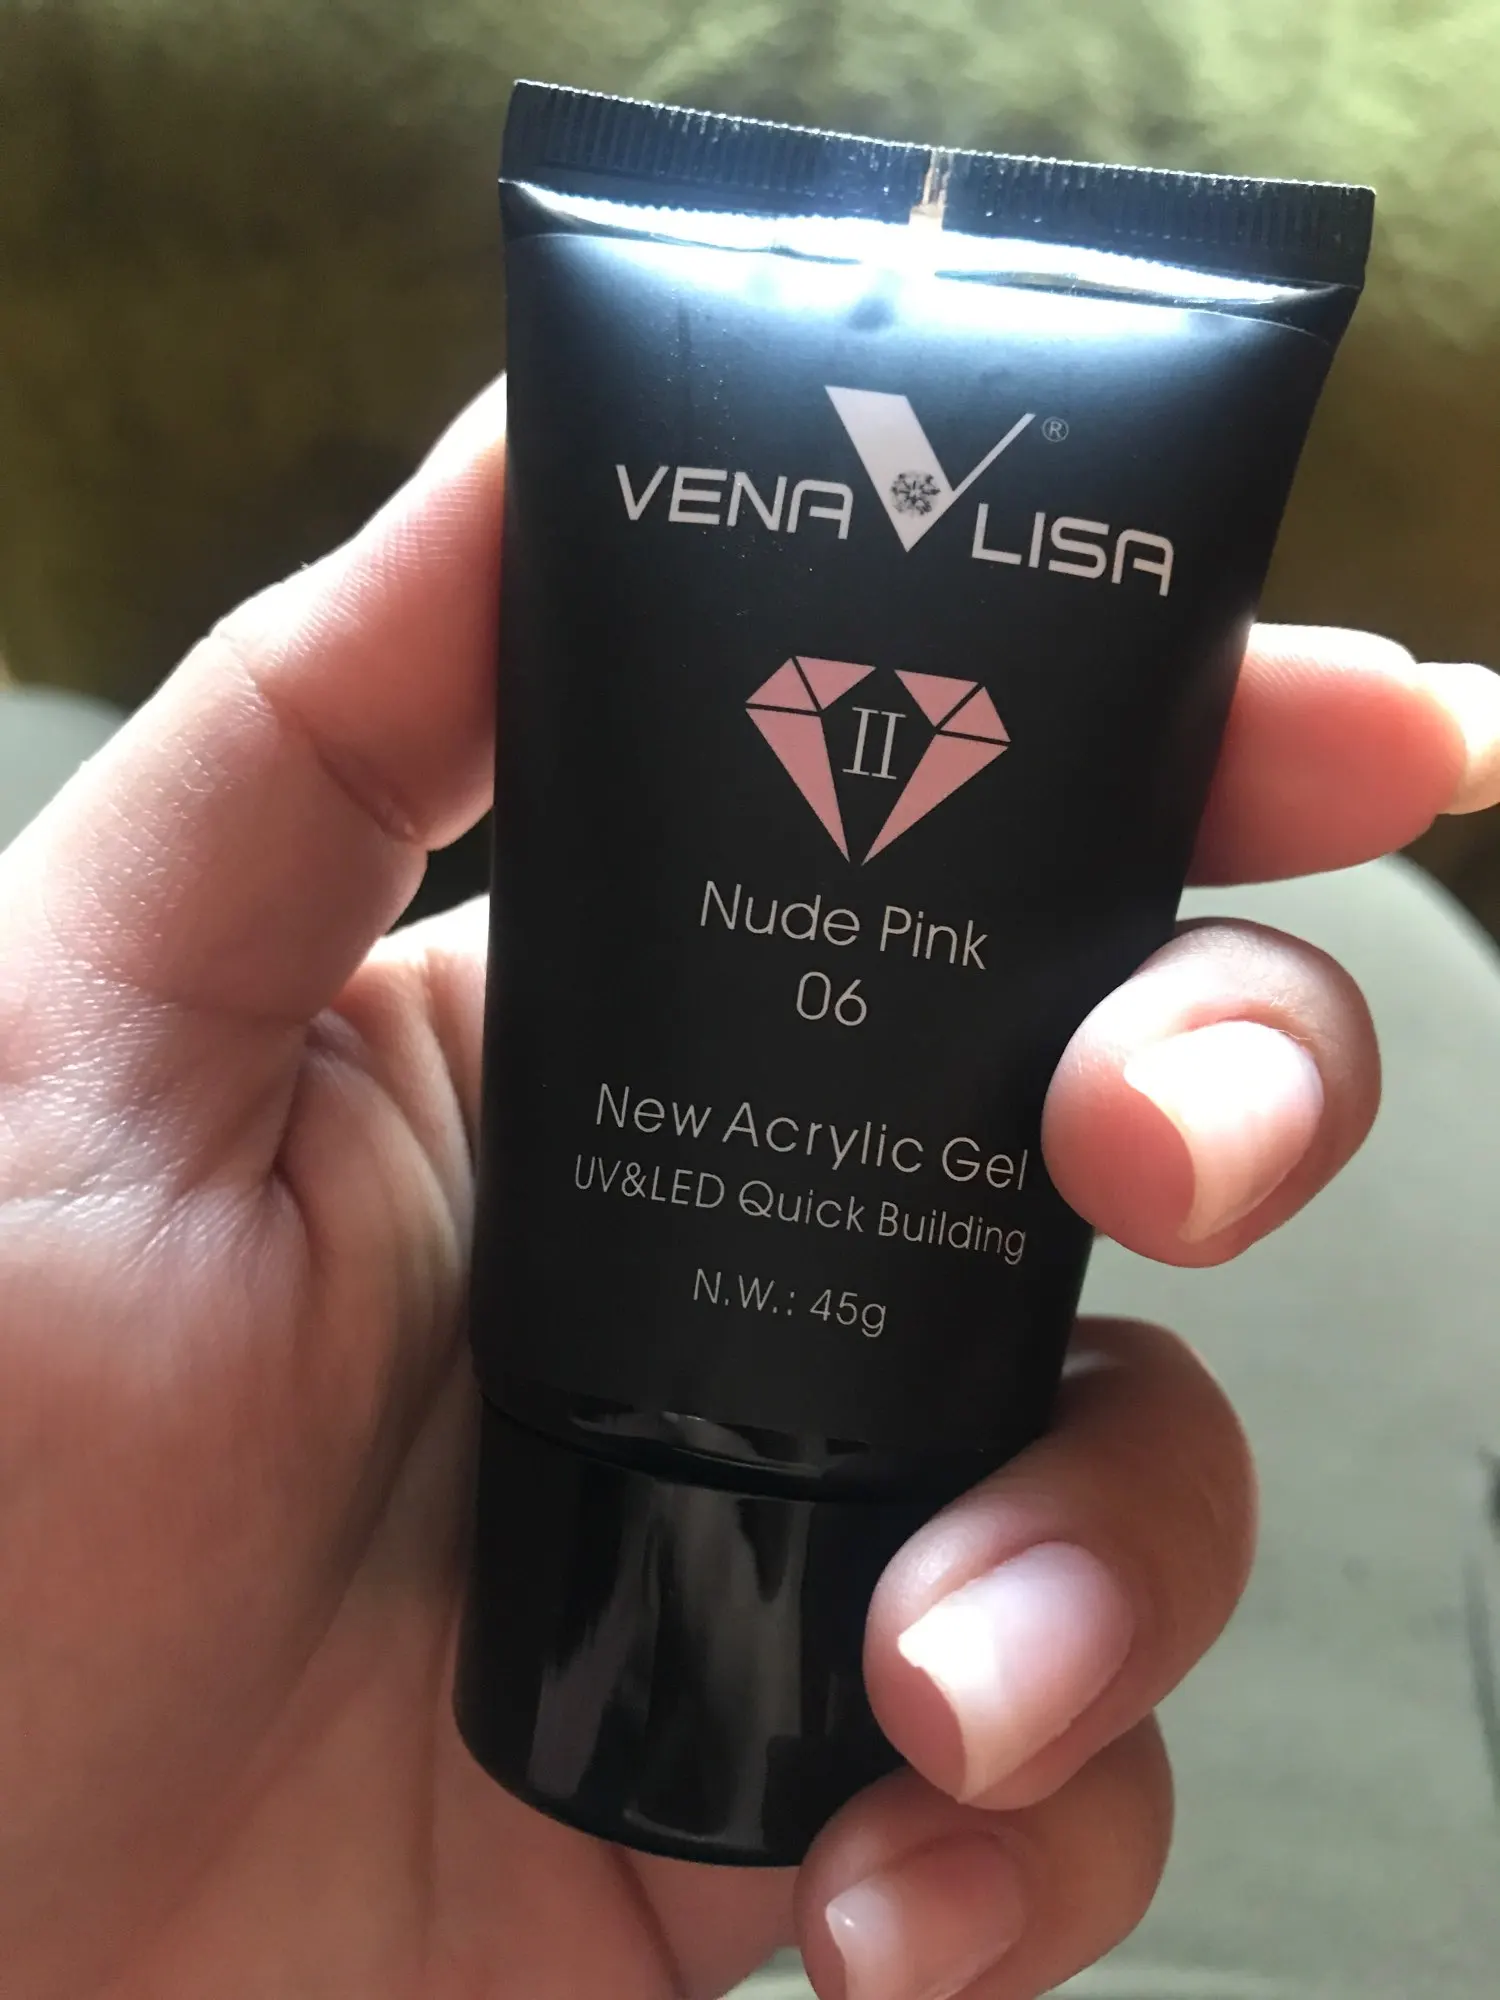 VENA LISA ®
II
Nude Pink
06
New Acrylic Gel
UV&LED Quick Building
N.W.: 45g